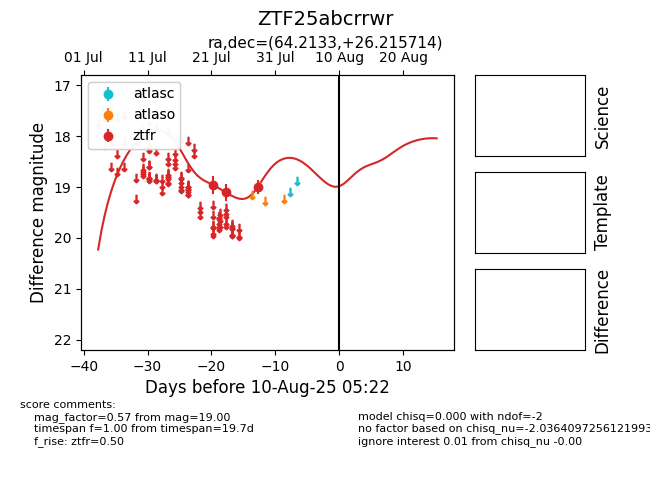 ZTF25abcrrwr
ra,dec=(64.2133,+26.215714)
01 Jul 11 Jul 21 Jul 31 Jul 10 Aug 20 Aug
atlasc
atlaso
ztfr
17
18
19
20
21
22
Difference magnitude
−40 −30 −20 −10 0 10
Days before 10-Aug-25 05:22
Science
Template
Difference
score comments:
mag_factor=0.57 from mag=19.00
timespan f=1.00 from timespan=19.7d
f_rise: ztfr=0.50
model chisq=0.000 with ndof=-2
no factor based on chisq_nu=-2.0364097256121993
ignore interest 0.01 from chisq_nu -0.00